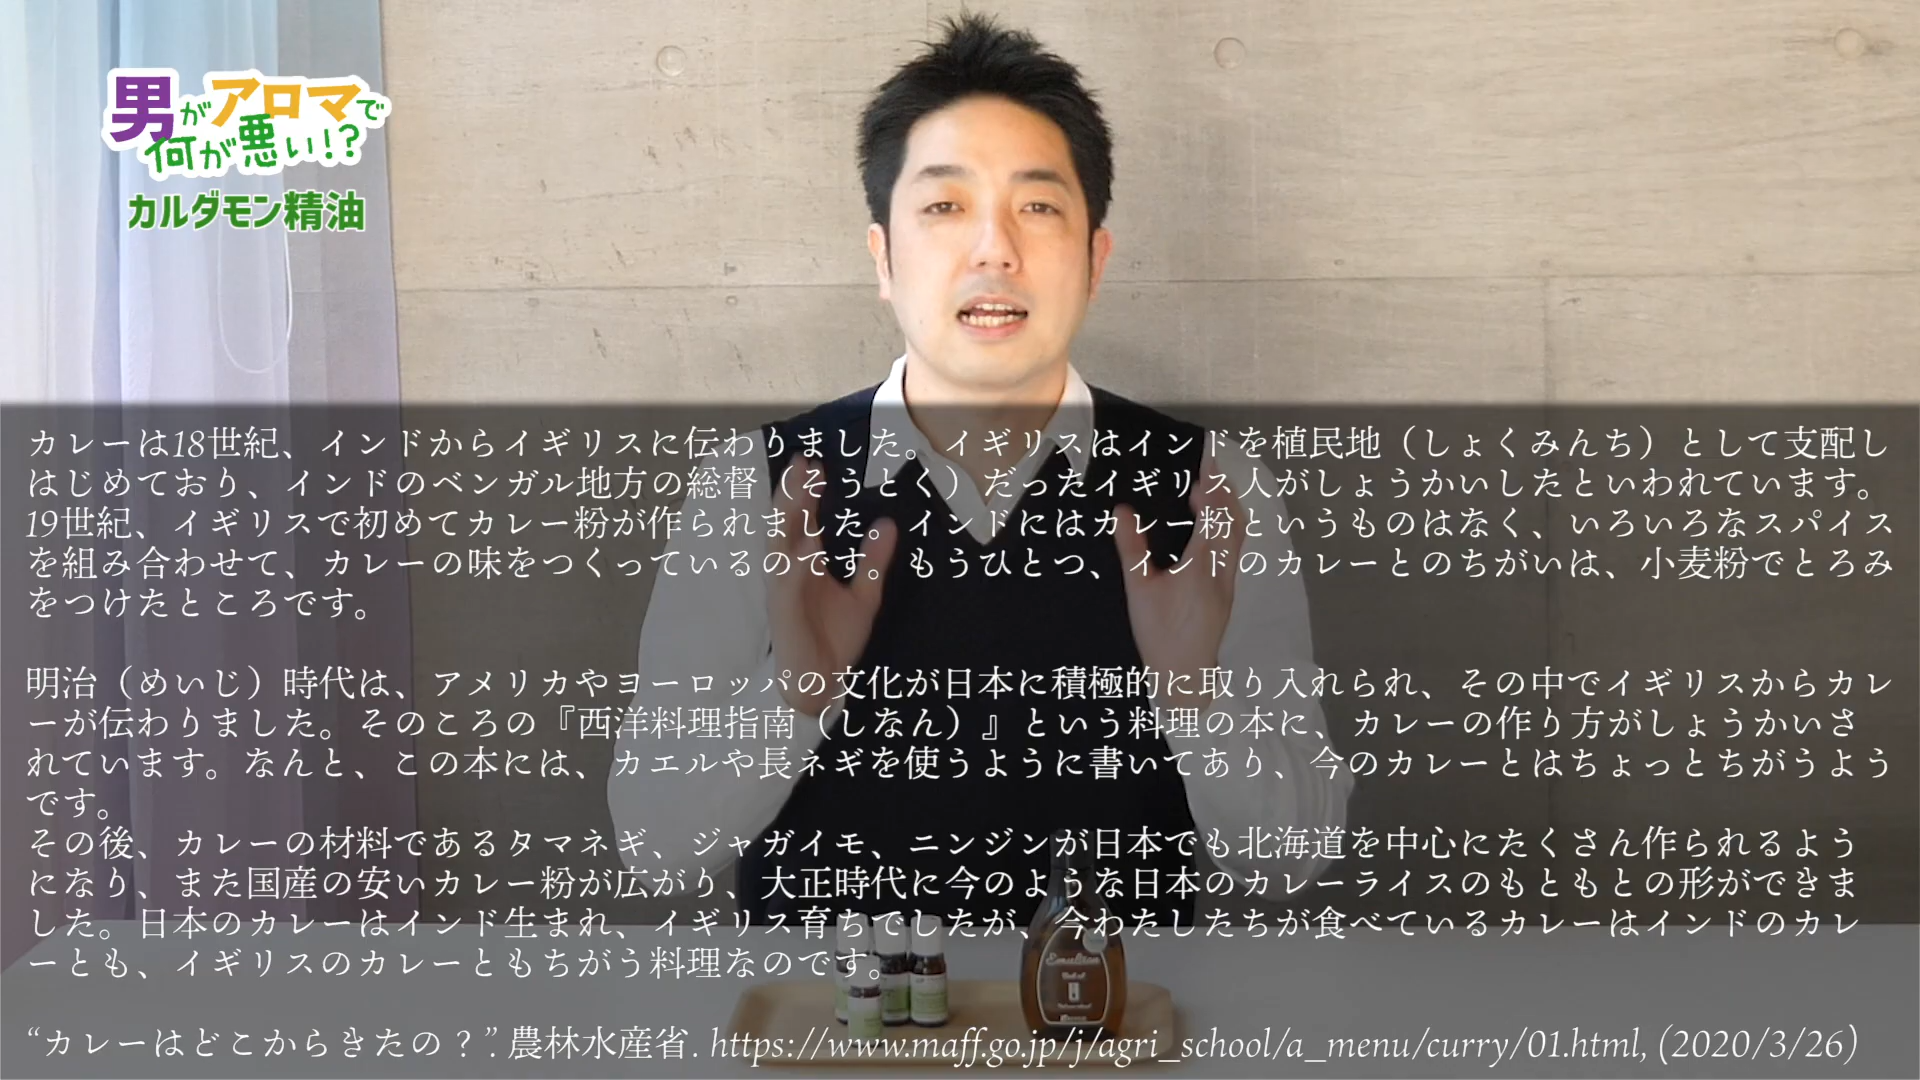 男がアロマで
何が悪い!?
カルダモン精油
カレーは18世紀、インドからイギリスに伝わりました。イギリスはインドを植民地（しょくみんち）として支配し
はじめており、インドのベンガル地方の総督（そうとく）だったイギリス人がしょうかいしたといわれています。
19世紀、イギリスで初めてカレー粉が作られました。インドにはカレー粉というものはなく、いろいろなスパイス
を組み合わせて、カレーの味をつくっているのです。もうひとつ、インドのカレーとのちがいは、小麦粉でとろみ
をつけたところです。
明治（めいじ）時代は、アメリカやヨーロッパの文化が日本に積極的に取り入れられ、その中でイギリスからカレ
ーが伝わりました。そのころの『西洋料理指南（しなん）』という料理の本に、カレーの作り方がしょうかいさ
れています。なんと、この本には、カエルや長ネギを使うように書いてあり、今のカレーとはちょっとちがうよう
です。
その後、カレーの材料であるタマネギ、ジャガイモ、ニンジンが日本でも北海道を中心にたくさん作られるよう
になり、また国産の安いカレー粉が広がり、大正時代に今のような日本のカレーライスのもともとの形ができま
した。日本のカレーはインド生まれ、イギリス育ちでしたが、今わたしたちが食べているカレーはインドのカレ
ーとも、イギリスのカレーともちがう料理なのです。
Emulsion
“カレーはどこからきたの？”. 農林水産省. https://www.maff.go.jp/j/agri_school/a_menu/curry/01.html, (2020/3/26)